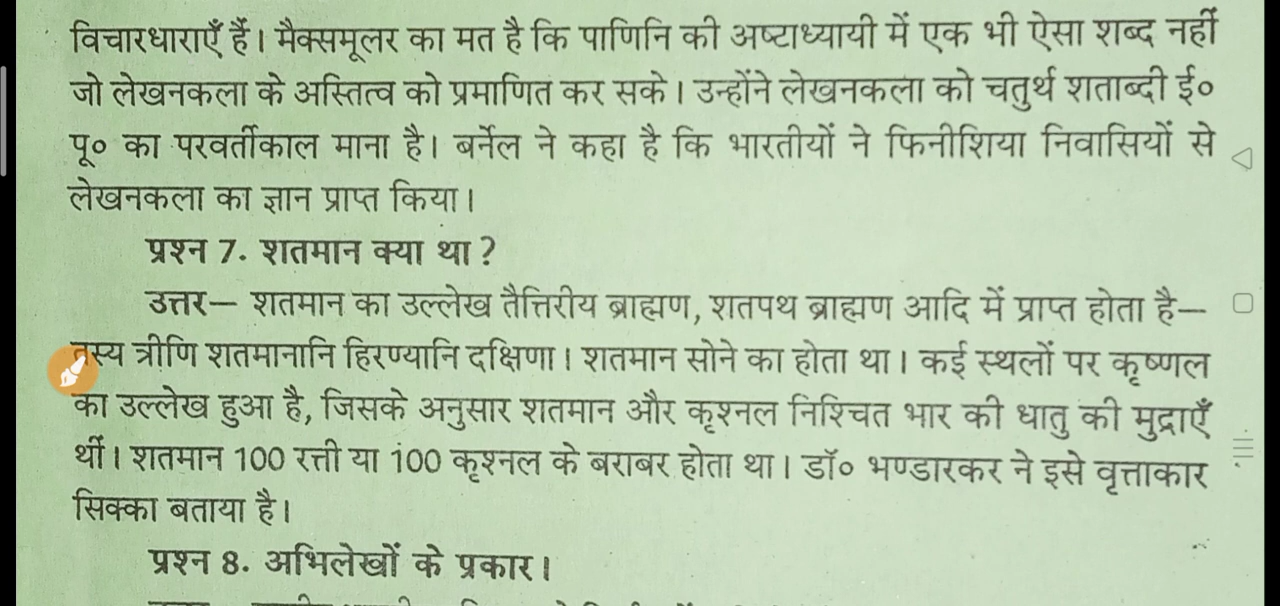 विचारधाराएँ हैं। मैक्समूलर का मत है कि पाणिनि की अष्टाध्यायी में एक भी ऐसा शब्द नहीं
जो लेखनकला के अस्तित्व को प्रमाणित कर सके। उन्होंने लेखनकला को चतुर्थ शताब्दी ई०
पू० का परवर्तीकाल माना है। बर्नेल ने कहा है कि भारतीयों ने फिनीशिया निवासियों से
लेखनकला का ज्ञान प्राप्त किया।
प्रश्न 7. शतमान क्या था?
उत्तर— शतमान का उल्लेख तैत्तिरीय ब्राह्मण, शतपथ ब्राह्मण आदि में प्राप्त होता है—
तस्य त्रीणि शतमानानि हिरण्यानि दक्षिणा। शतमान सोने का होता था। कई स्थलों पर कृष्णल
का उल्लेख हुआ है, जिसके अनुसार शतमान और कृश्नल निश्चित भार की धातु की मुद्राएँ
थीं। शतमान 100 रत्ती या 100 कृश्नल के बराबर होता था। डॉ० भण्डारकर ने इसे वृत्ताकार
सिक्का बताया है।
प्रश्न 8. अभिलेखों के प्रकार।